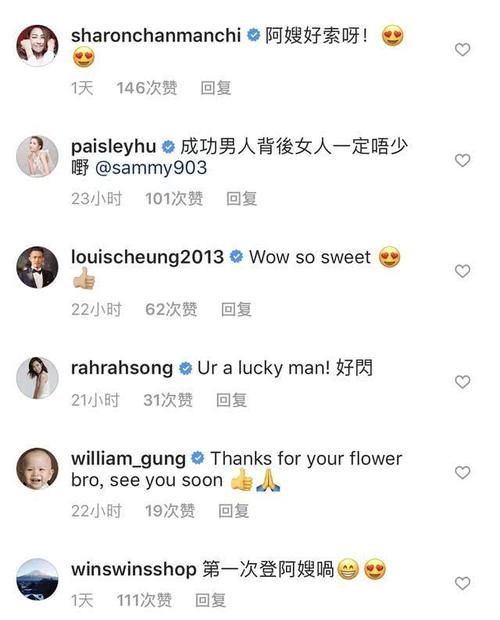 sharonchanmanchi 阿嫂好索呀！😍
😍
1天 146次赞 回复
paisleyhu 成功男人背後女人一定唔少
嘢 @sammy903
23小时 101次赞 回复
louischeung2013 Wow so sweet 😍
👍🏼
22小时 62次赞 回复
rahrahsong Ur a lucky man! 好閃
21小时 31次赞 回复
william_gung Thanks for your flower
bro, see you soon 👍🙏
22小时 19次赞 回复
winswinsshop 第一次登阿嫂喎😁😍
1天 111次赞 回复